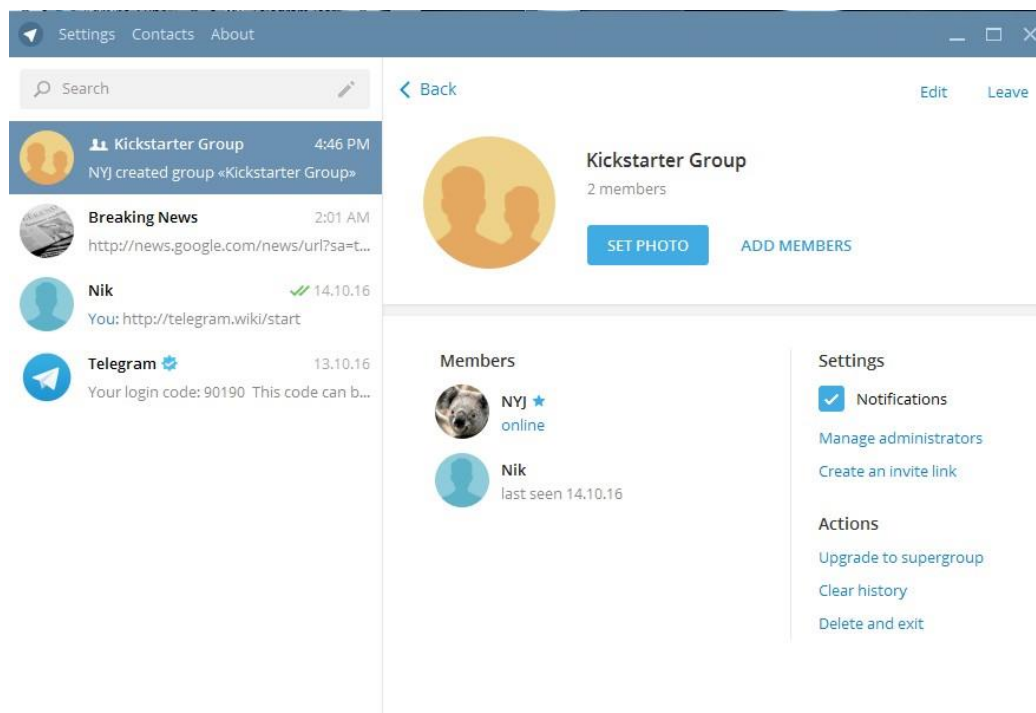 Settings Contacts About
Search
Back
Edit Leave
Kickstarter Group 4:46 PM
NYJ created group «Kickstarter Group»
Breaking News 2:01 AM
http://news.google.com/news/url?sa=t...
Nik 14.10.16
You: http://telegram.wiki/start
Telegram 13.10.16
Your login code: 90190 This code can b...
Kickstarter Group
2 members
SET PHOTO ADD MEMBERS
Members
NYJ
online
Nik
last seen 14.10.16
Settings
Notifications
Manage administrators
Create an invite link
Actions
Upgrade to supergroup
Clear history
Delete and exit